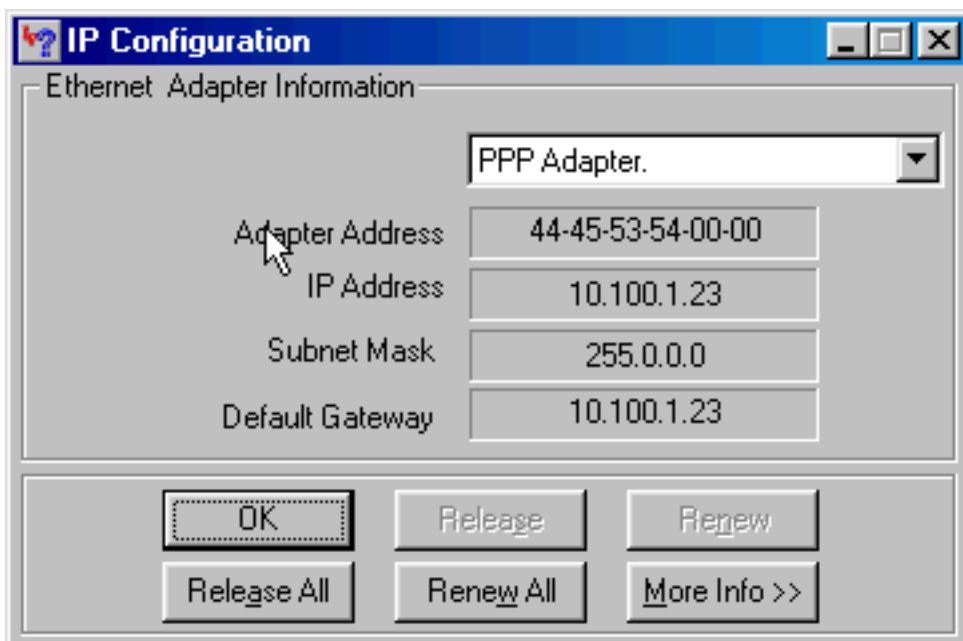 IP Configuration
Ethernet  Adapter Information
PPP Adapter.
Adapter Address 44-45-53-54-00-00
IP Address 10.100.1.23
Subnet Mask 255.0.0.0
Default Gateway 10.100.1.23
OK Release Renew
Release All Renew All More Info >>